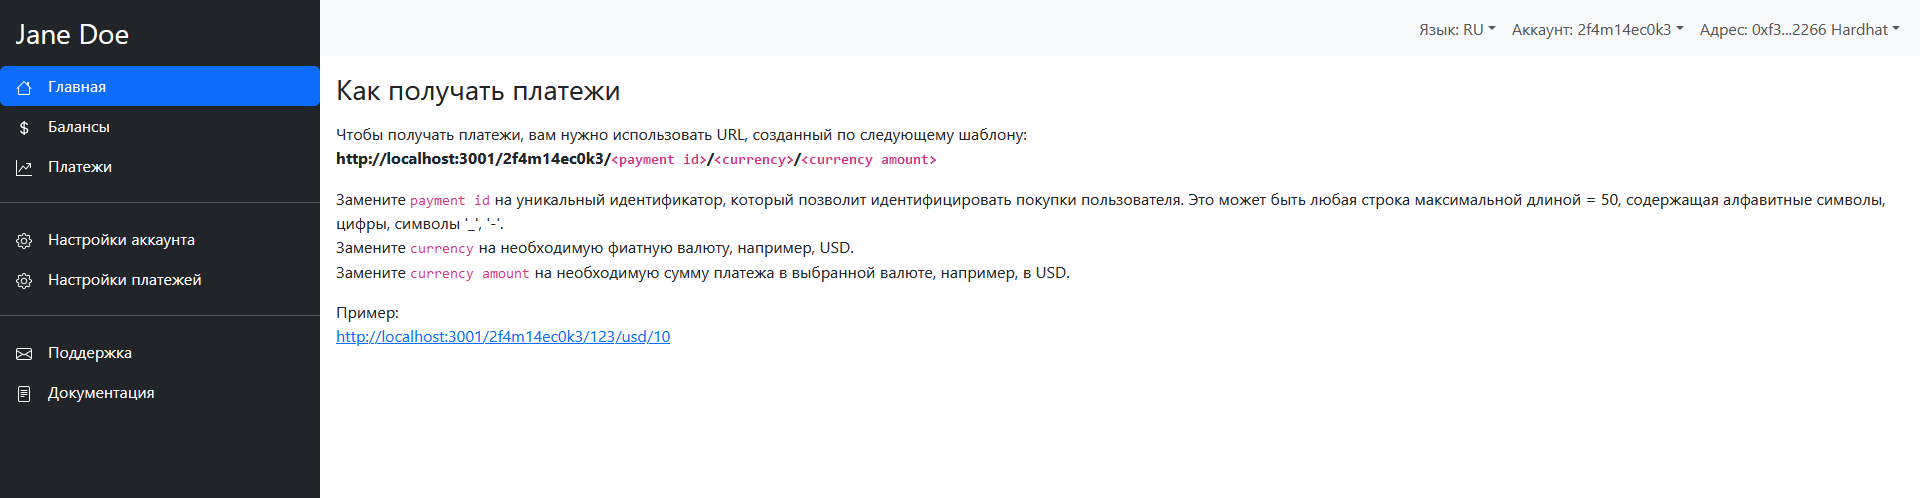 Jane Doe
Язык: RU
Аккаунт: 2f4m14ec0k3
Адрес: 0xf3...2266 Hardhat
Главная
Балансы
Платежи
Настройки аккаунта
Настройки платежей
Поддержка
Документация
Как получать платежи
Чтобы получать платежи, вам нужно использовать URL, созданный по следующему шаблону:
http://localhost:3001/2f4m14ec0k3/<payment id>/<currency>/<currency amount>
Замените payment id на уникальный идентификатор, который позволит идентифицировать покупки пользователя. Это может быть любая строка максимальной длиной = 50, содержащая алфавитные символы,
цифры, символы '_', '-'.
Замените currency на необходимую фиатную валюту, например, USD.
Замените currency amount на необходимую сумму платежа в выбранной валюте, например, в USD.
Пример:
http://localhost:3001/2f4m14ec0k3/123/usd/10